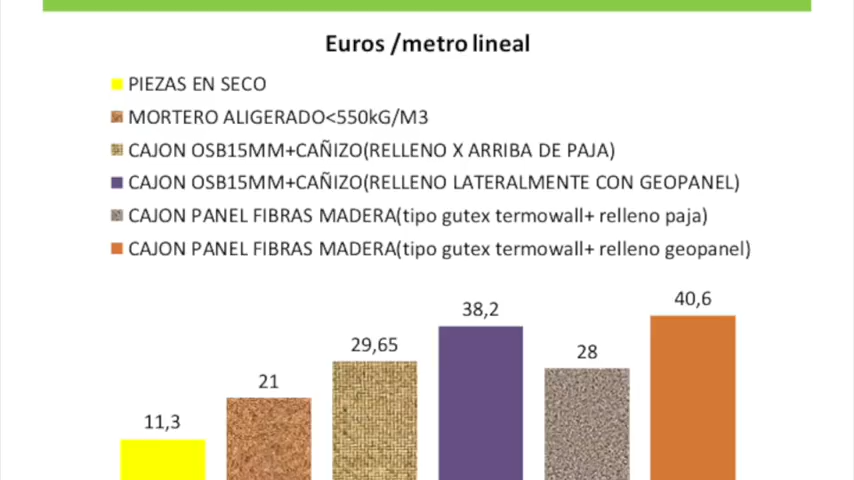 Euros /metro lineal
PIEZAS EN SECO
MORTERO ALIGERADO<550kG/M3
CAJON OSB15MM+CAÑIZO(RELLENO X ARRIBA DE PAJA)
CAJON OSB15MM+CAÑIZO(RELLENO LATERALMENTE CON GEOPANEL)
CAJON PANEL FIBRAS MADERA(tipo gutex termowall+ relleno paja)
CAJON PANEL FIBRAS MADERA(tipo gutex termowall+ relleno geopanel)
11,3
21
29,65
38,2
28
40,6